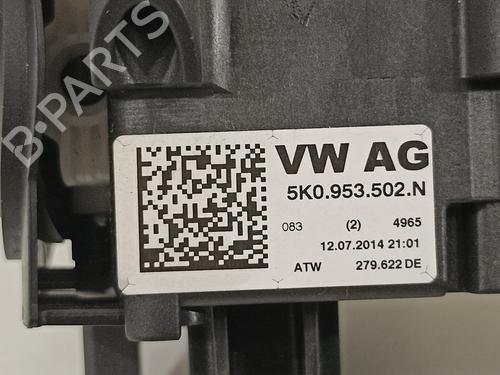 B-PARTS
VW AG
5K0.953.502.N
083 (2) 4965
12.07.2014 21:01
ATW 279.622 DE